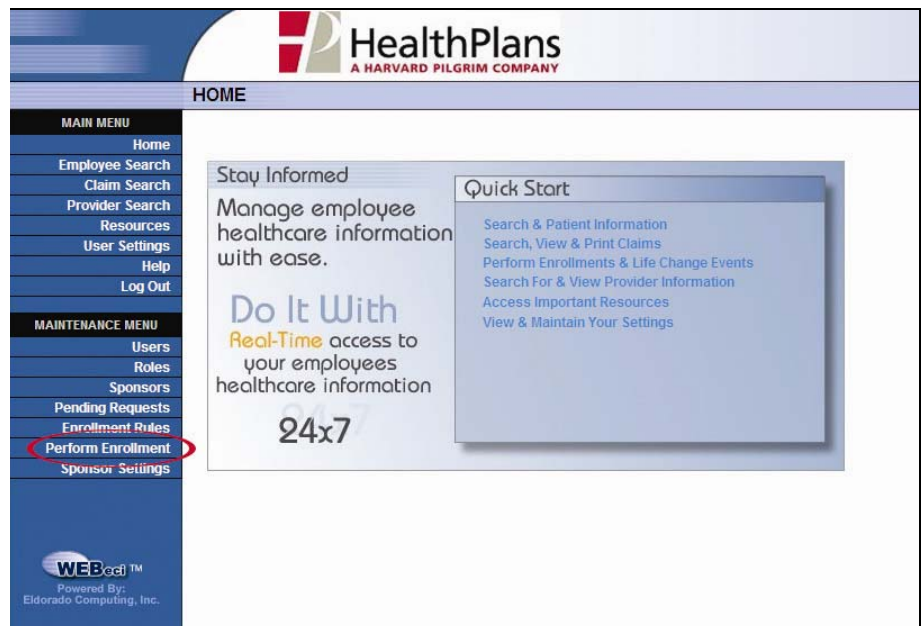 HealthPlans
A HARVARD PILGRIM COMPANY
HOME
MAIN MENU
Home
Employee Search
Claim Search
Provider Search
Resources
User Settings
Help
Log Out
MAINTENANCE MENU
Users
Roles
Sponsors
Pending Requests
Enrollment Rules
Perform Enrollment
Sponsor Settings
WEBeci TM
Powered By:
Eldorado Computing, Inc.
Stay Informed
Manage employee
healthcare information
with ease.
Do It With
Real-Time access to
your employees
healthcare information
24x7
24x7
Quick Start
Search & Patient Information
Search, View & Print Claims
Perform Enrollments & Life Change Events
Search For & View Provider Information
Access Important Resources
View & Maintain Your Settings